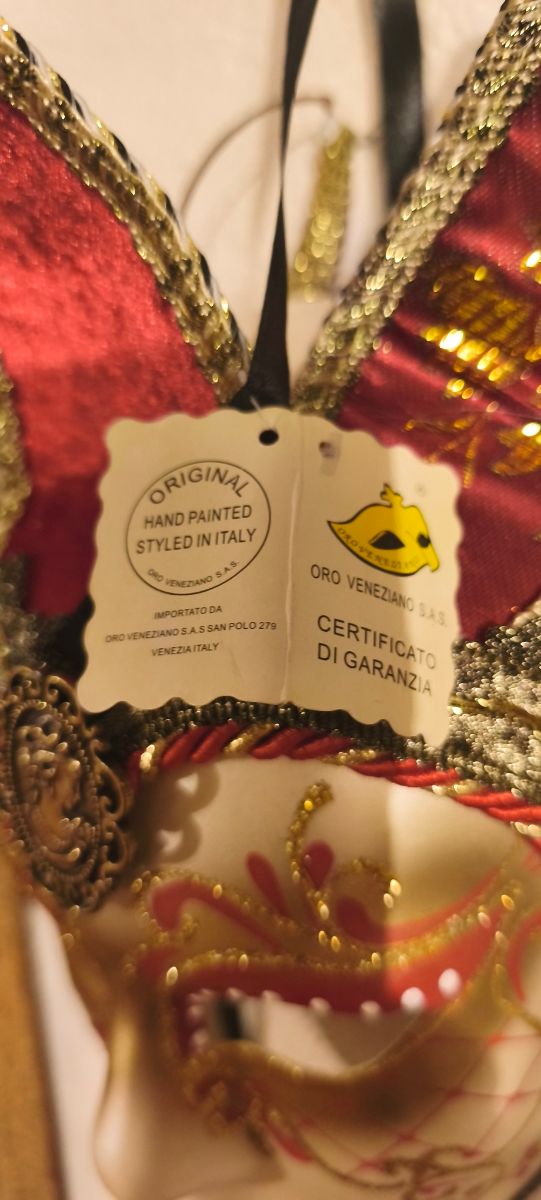 ORIGINAL
HAND PAINTED
STYLED IN ITALY
ORO VENEZIANO S.A.S.
IMPORTATO DA
ORO VENEZIANO S.A.S SAN POLO 279
VENEZIA ITALY
®
ORO VENEZIANO S.A.S.
CERTIFICATO
DI GARANZIA